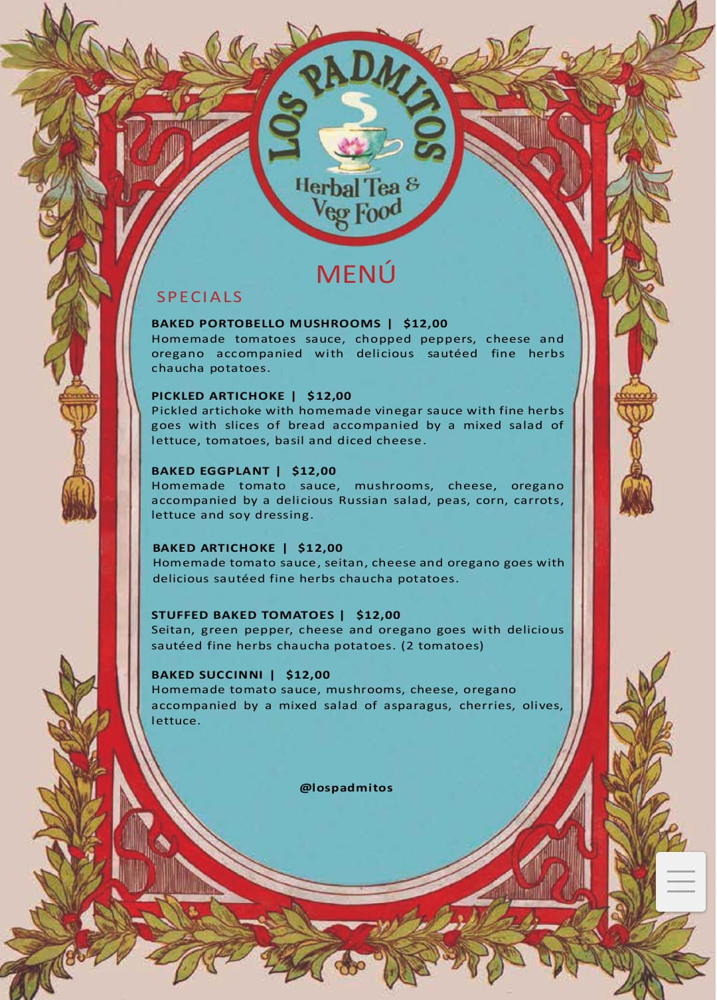 LOS PADMITOS
Herbal Tea &
Veg Food
MENÚ
SPECIALS
BAKED PORTOBELLO MUSHROOMS | $12,00
Homemade tomatoes sauce, chopped peppers, cheese and
oregano accompanied with delicious sautéed fine herbs
chaucha potatoes.
PICKLED ARTICHOKE | $12,00
Pickled artichoke with homemade vinegar sauce with fine herbs
goes with slices of bread accompanied by a mixed salad of
lettuce, tomatoes, basil and diced cheese.
BAKED EGGPLANT | $12,00
Homemade tomato sauce, mushrooms, cheese, oregano
accompanied by a delicious Russian salad, peas, corn, carrots,
lettuce and soy dressing.
BAKED ARTICHOKE | $12,00
Homemade tomato sauce, seitan, cheese and oregano goes with
delicious sautéed fine herbs chaucha potatoes.
STUFFED BAKED TOMATOES | $12,00
Seitan, green pepper, cheese and oregano goes with delicious
sautéed fine herbs chaucha potatoes. (2 tomatoes)
BAKED SUCCINNI | $12,00
Homemade tomato sauce, mushrooms, cheese, oregano
accompanied by a mixed salad of asparagus, cherries, olives,
lettuce.
@lospadmitos